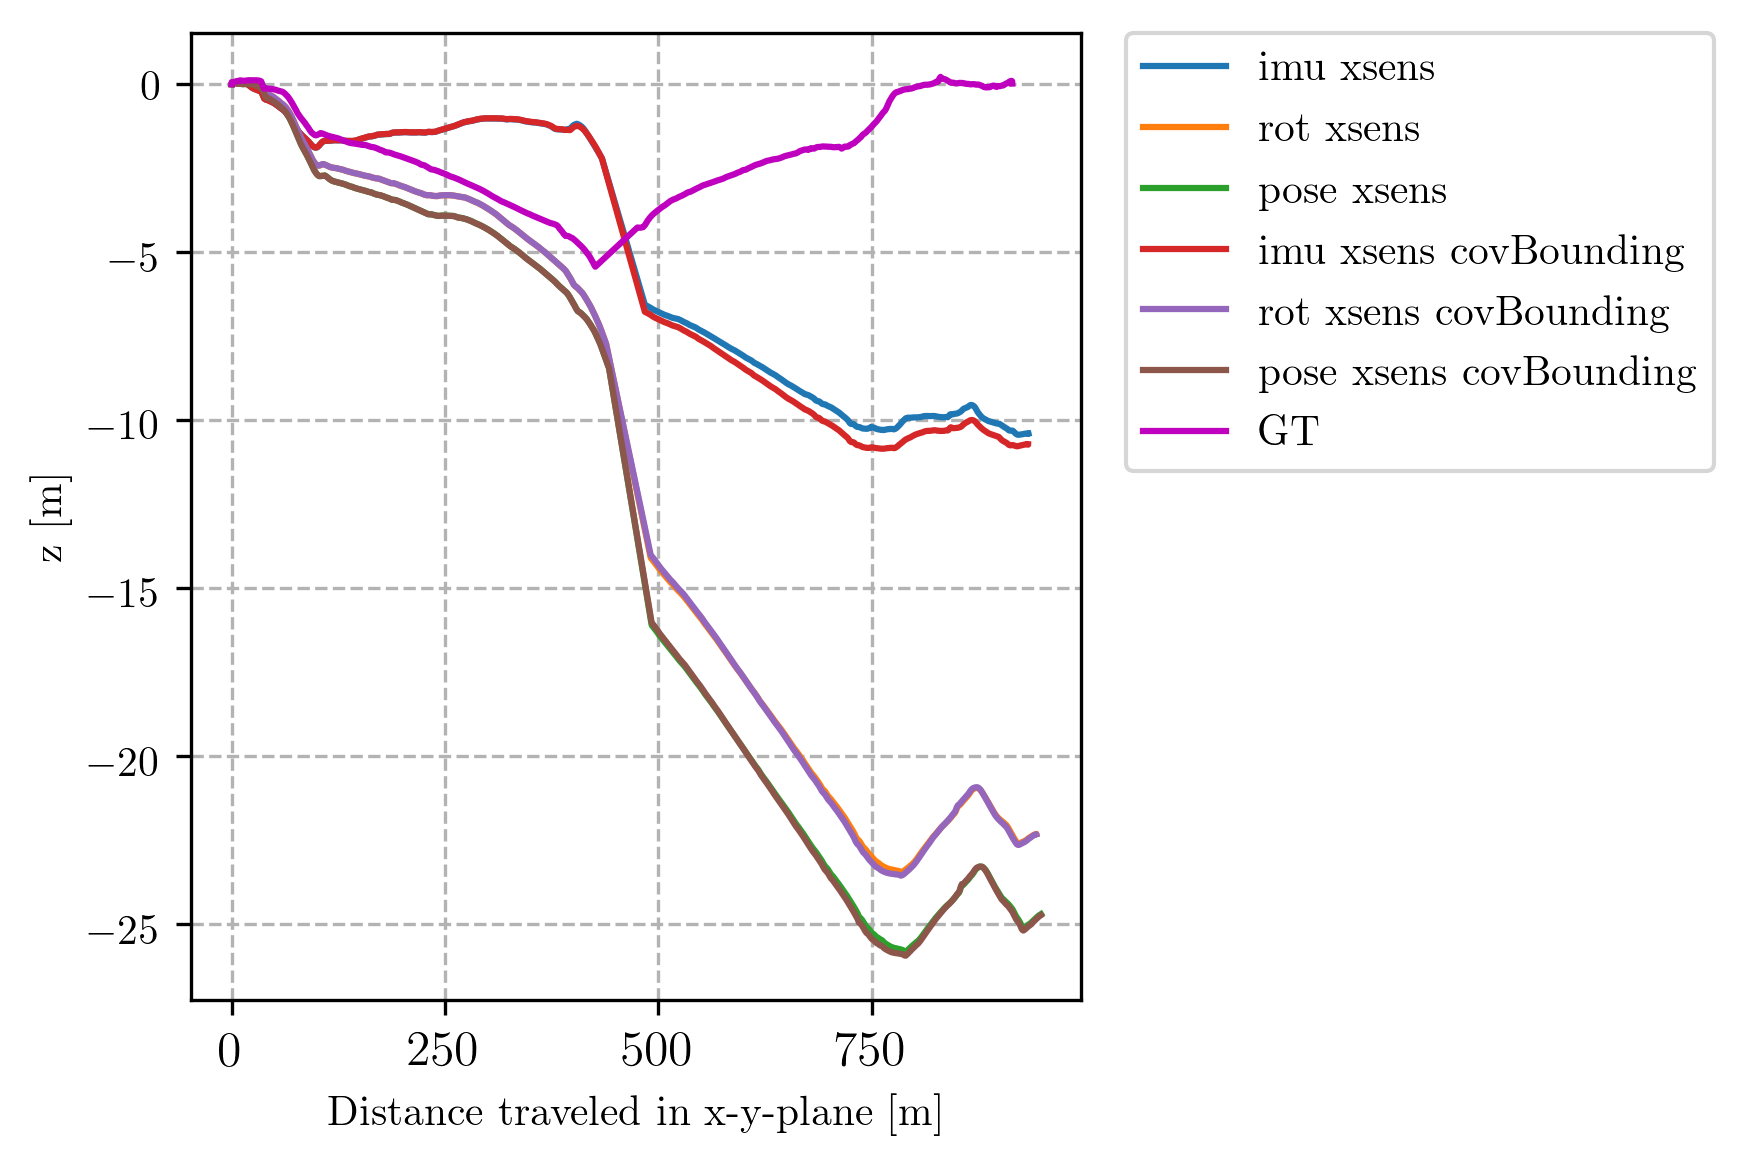 0
−5
−10
−15
−20
−25
z [m]
0 250 500 750
Distance traveled in x-y-plane [m]
imu xsens
rot xsens
pose xsens
imu xsens covBounding
rot xsens covBounding
pose xsens covBounding
GT